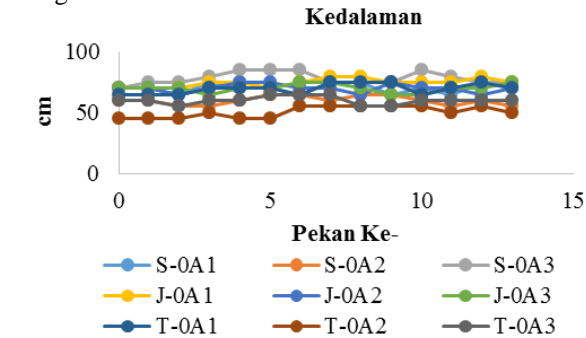 Kedalaman
100
50
0
cm
0 5 10 15
Pekan Ke-
S-0A1 S-0A2 S-0A3
J-0A1 J-0A2 J-0A3
T-0A1 T-0A2 T-0A3